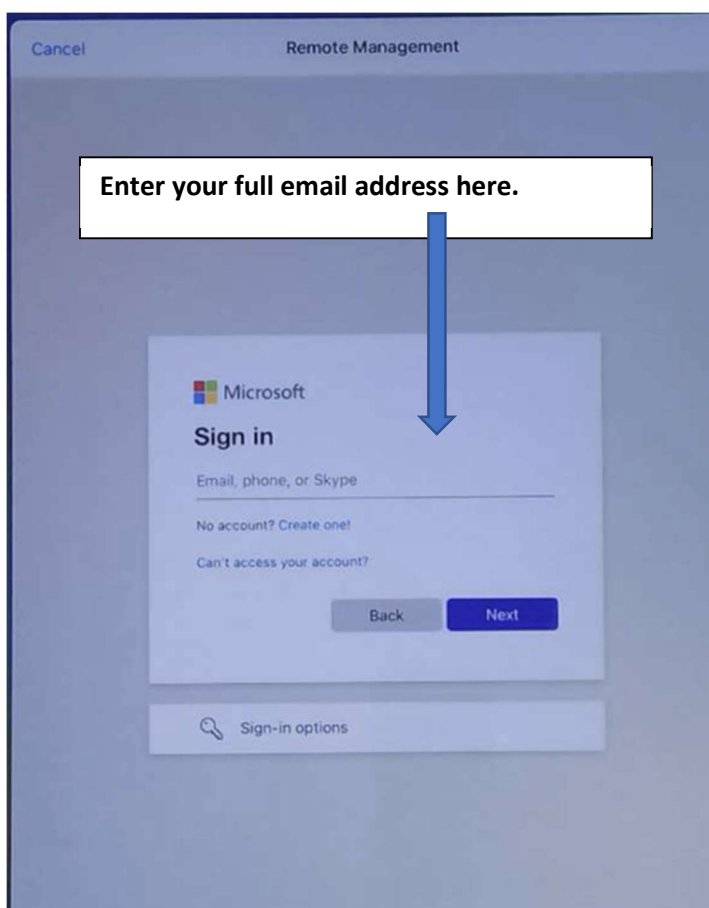 Cancel Remote Management
Enter your full email address here.
Microsoft
Sign in
Email, phone, or Skype
No account? Create one!
Can't access your account?
Back Next
Sign-in options